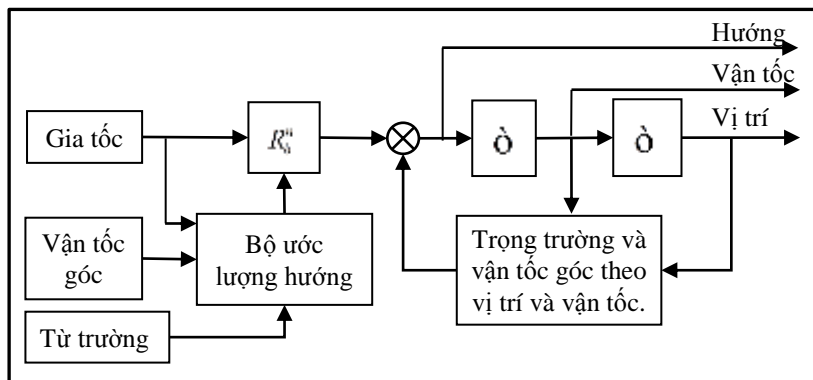 Hướng
Vận tốc
Vị trí
Gia tốc
Ò
Ò
Vận tốc
góc
Bộ ước
lượng hướng
Trọng trường và
vận tốc góc theo
vị trí và vận tốc.
Từ trường